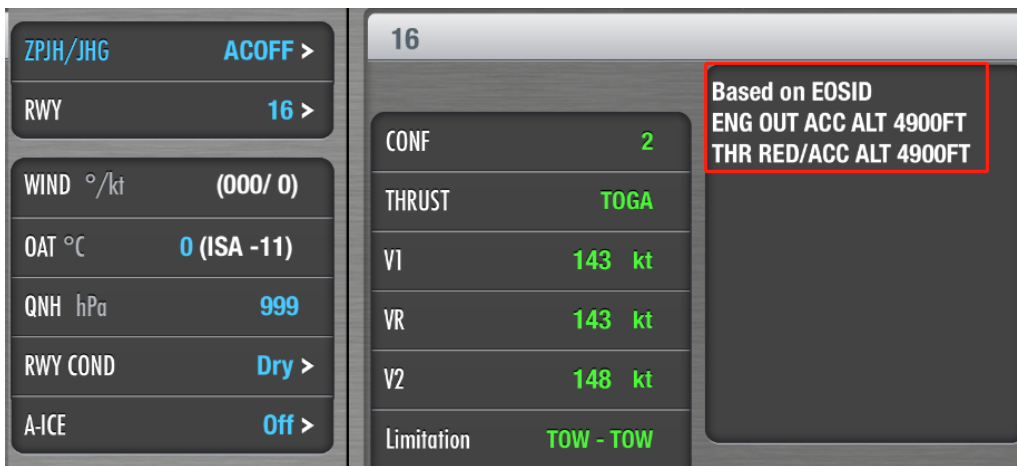 ZPJH/JHG ACOFF >
RWY 16 >
WIND °/kt (000/ 0)
OAT °C 0 (ISA -11)
QNH hPa 999
RWY COND Dry >
A-ICE Off >
16
CONF 2
THRUST TOGA
V1 143 kt
VR 143 kt
V2 148 kt
Limitation TOW - TOW
Based on EOSID
ENG OUT ACC ALT 4900FT
THR RED/ACC ALT 4900FT